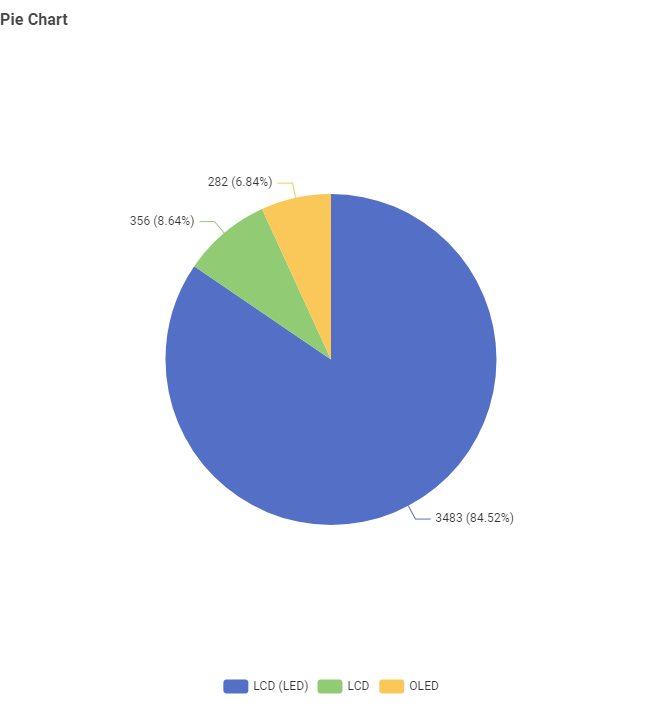 Pie Chart
282 (6.84%)
356 (8.64%)
3483 (84.52%)
LCD (LED) LCD OLED